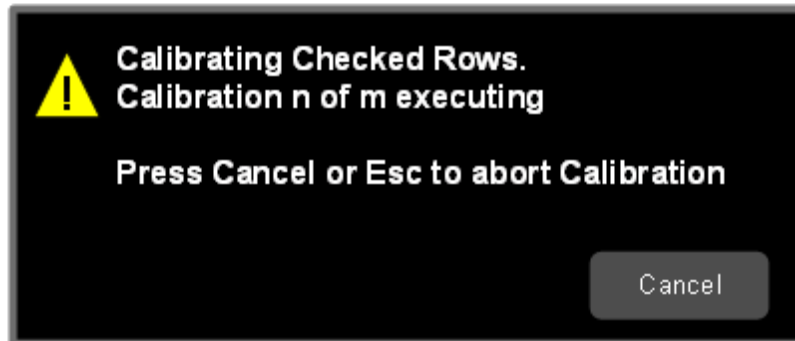 Calibrating Checked Rows.
Calibration n of m executing
Press Cancel or Esc to abort Calibration
Cancel